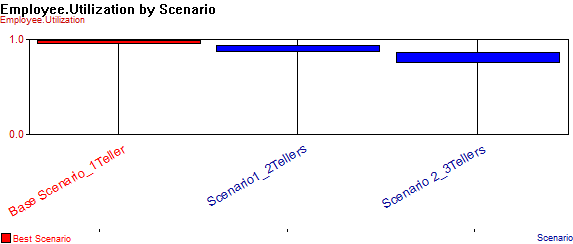 Employee.Utilization by Scenario
Employee.Utilization
1.0
0.0
Base Scenario_1Teller
Scenario1_2Tellers
Scenario 2_3Tellers
Best Scenario
Scenario